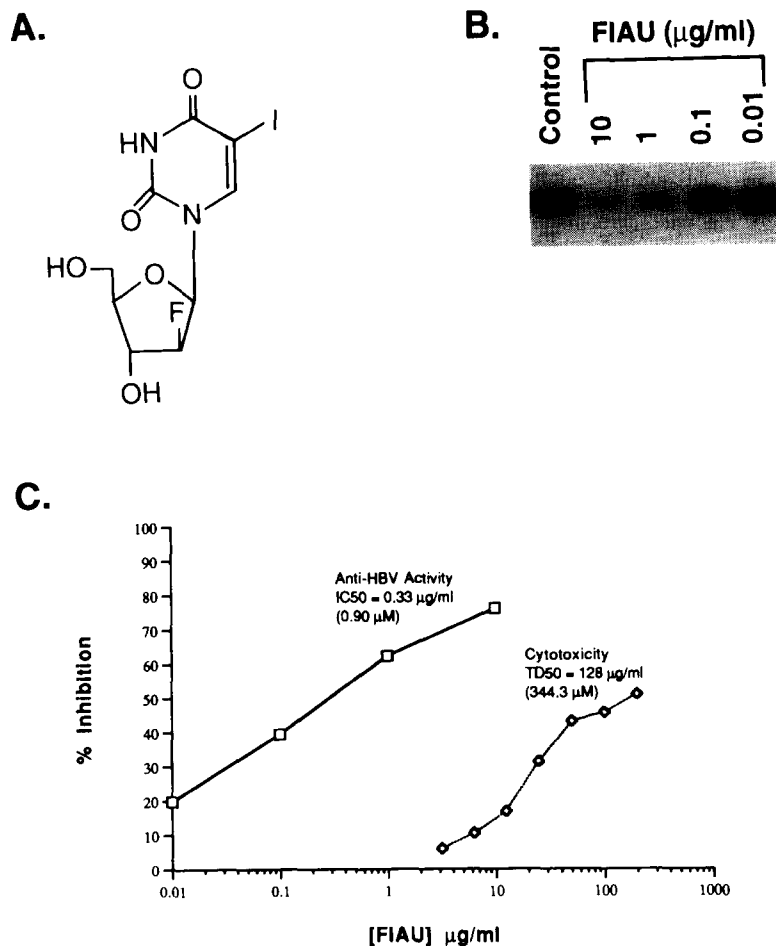 A.
O
I
HN
O
N
HO
O
F
OH
B.
FIAU (μg/ml)
Control
10
1
0.1
0.01
C.
100
90
80
70
60
50
40
30
20
10
0
% Inhibition
Anti-HBV Activity
IC50 = 0.33 μg/ml
(0.90 μM)
Cytotoxicity
TD50 = 128 μg/ml
(344.3 μM)
0.01
0.1
1
10
100
1000
[FIAU] μg/ml